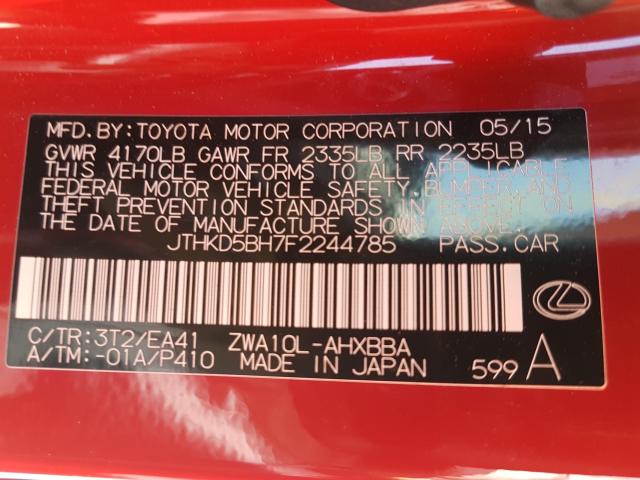 MFD.BY:TOYOTA MOTOR CORPORATION 05/15
GVWR 4170LB GAWR FR 2335LB RR 2235LB
THIS VEHICLE CONFORMS TO ALL APPLICABLE
FEDERAL MOTOR VEHICLE SAFETY,BUMPER,AND
THEFT PREVENTION STANDARDS IN EFFECT ON
THE DATE OF MANUFACTURE SHOWN ABOVE.
JTHKD5BH7F2244785 PASS.CAR
C/TR:3T2/EA41 ZWA10L-AHXBBA
A/TM:-01A/P410 MADE IN JAPAN 599 A